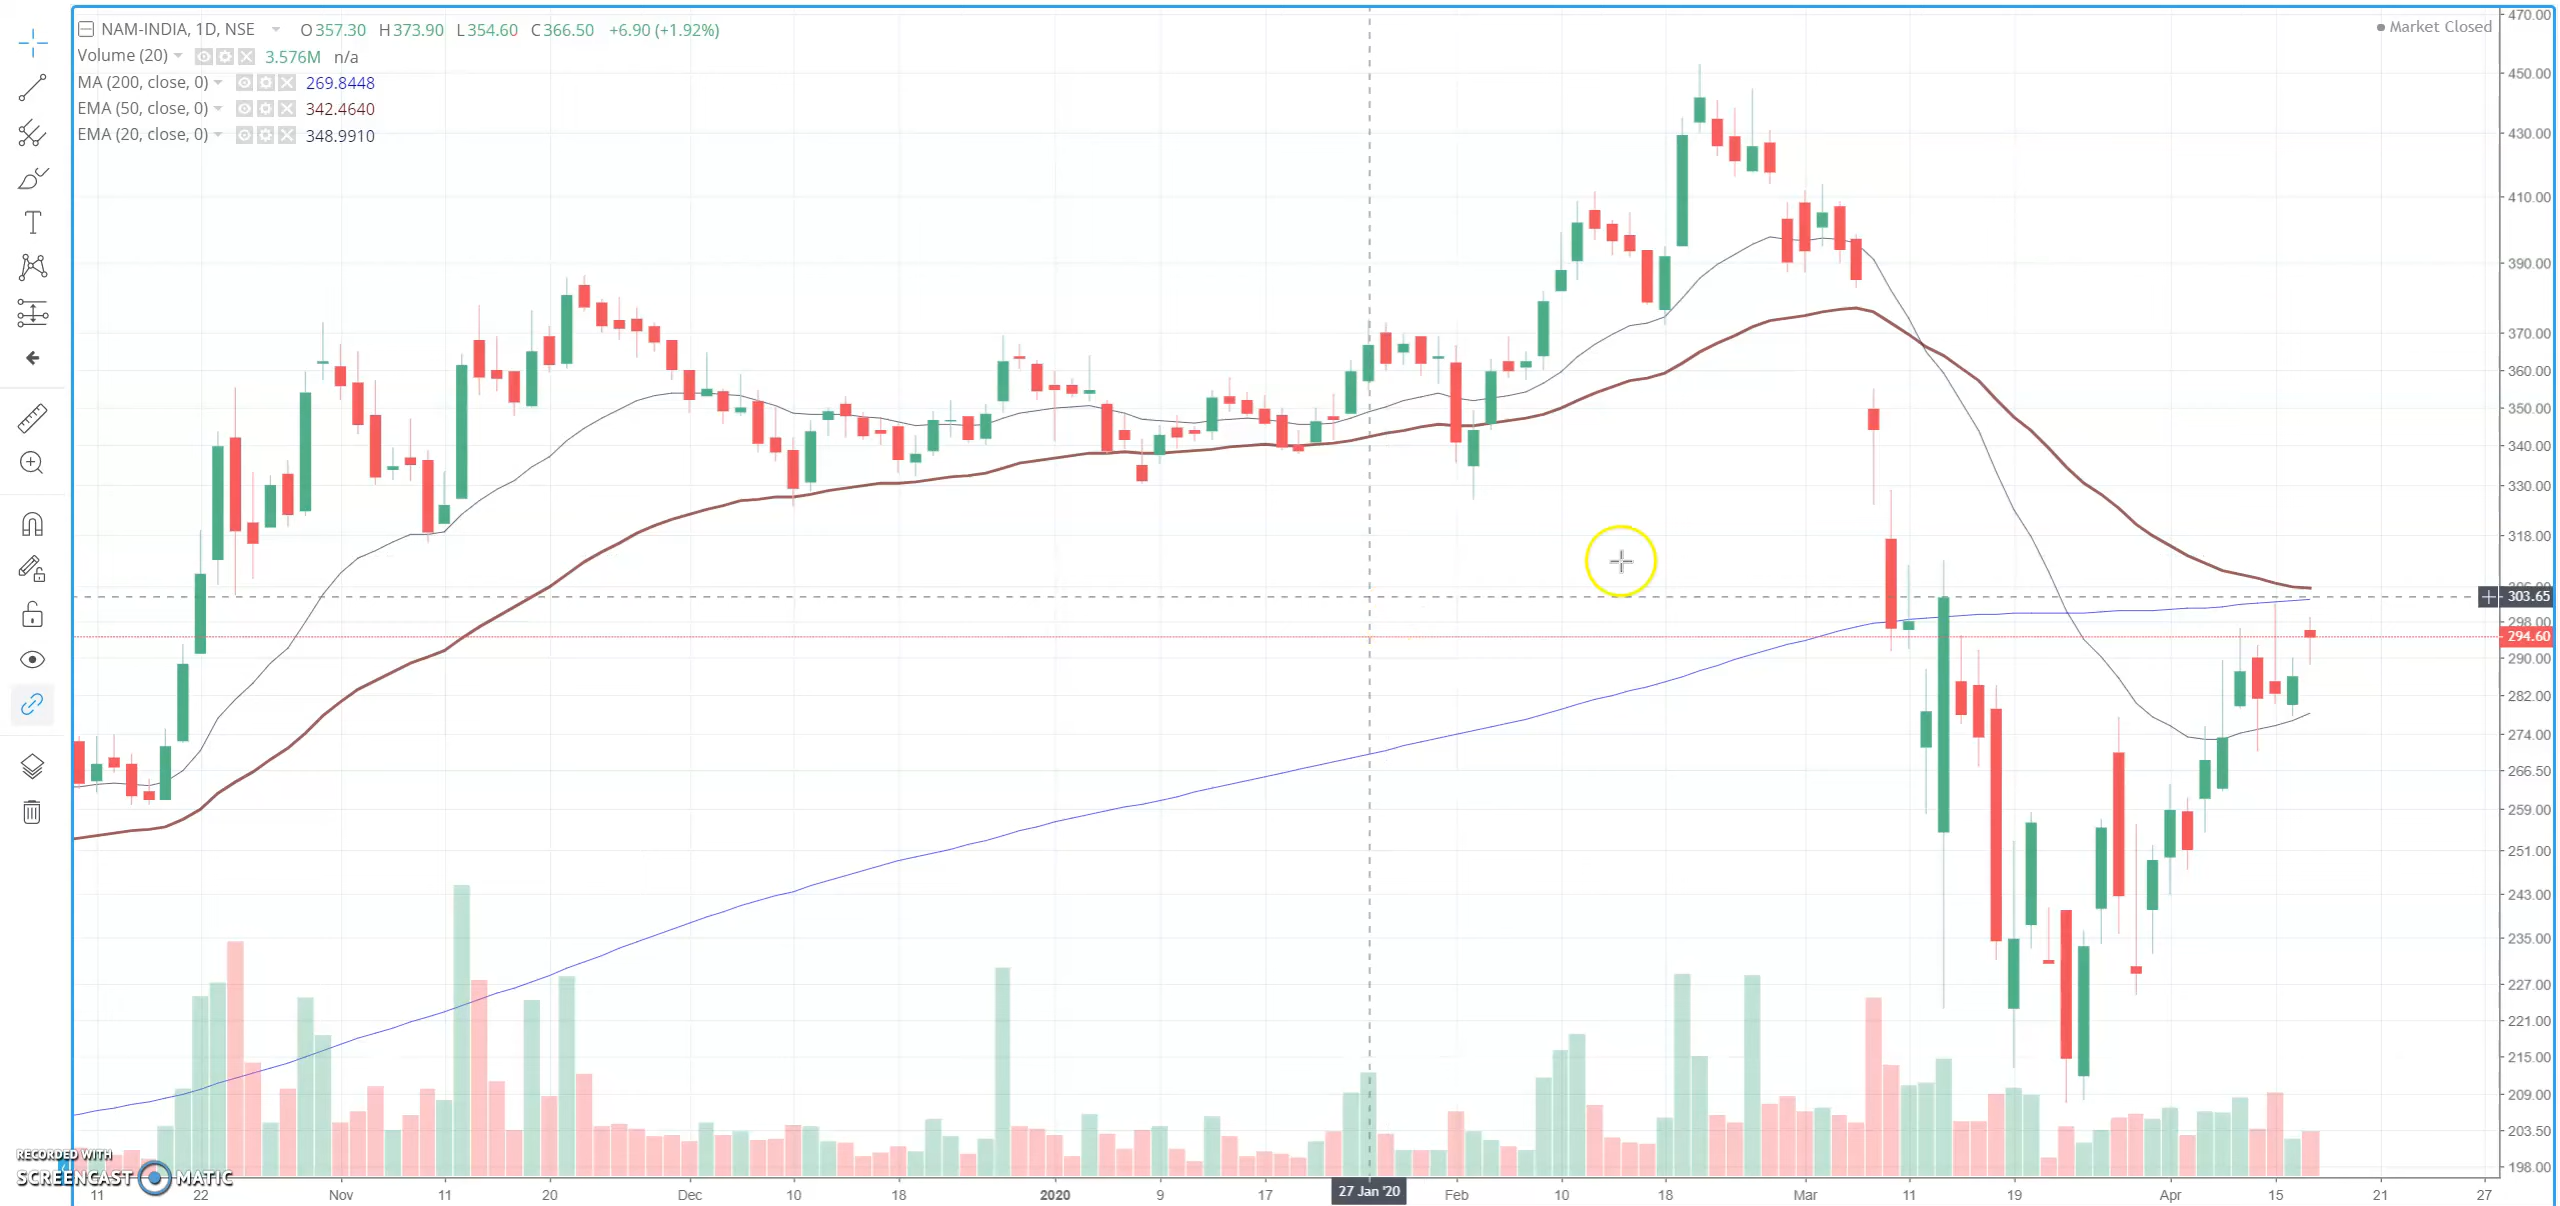 NAM-INDIA, 1D, NSE O357.30 H373.90 L354.60 C366.50 +6.90 (+1.92%)
Market Closed
Volume (20) 3.576M n/a
MA (200, close, 0) 269.8448
EMA (50, close, 0) 342.4640
EMA (20, close, 0) 348.9910
T
470.00
450.00
430.00
410.00
390.00
370.00
360.00
350.00
340.00
330.00
318.00
303.65
298.00
294.60
290.00
282.00
274.00
266.50
259.00
251.00
243.00
235.00
227.00
221.00
215.00
209.00
203.50
198.00
RECORDED WITH
SCREENCAST MATIC
11 22 Nov 11 20 Dec 10 18 2020 9 17 27 Jan '20 Feb 10 18 Mar 11 19 Apr 15 21 27